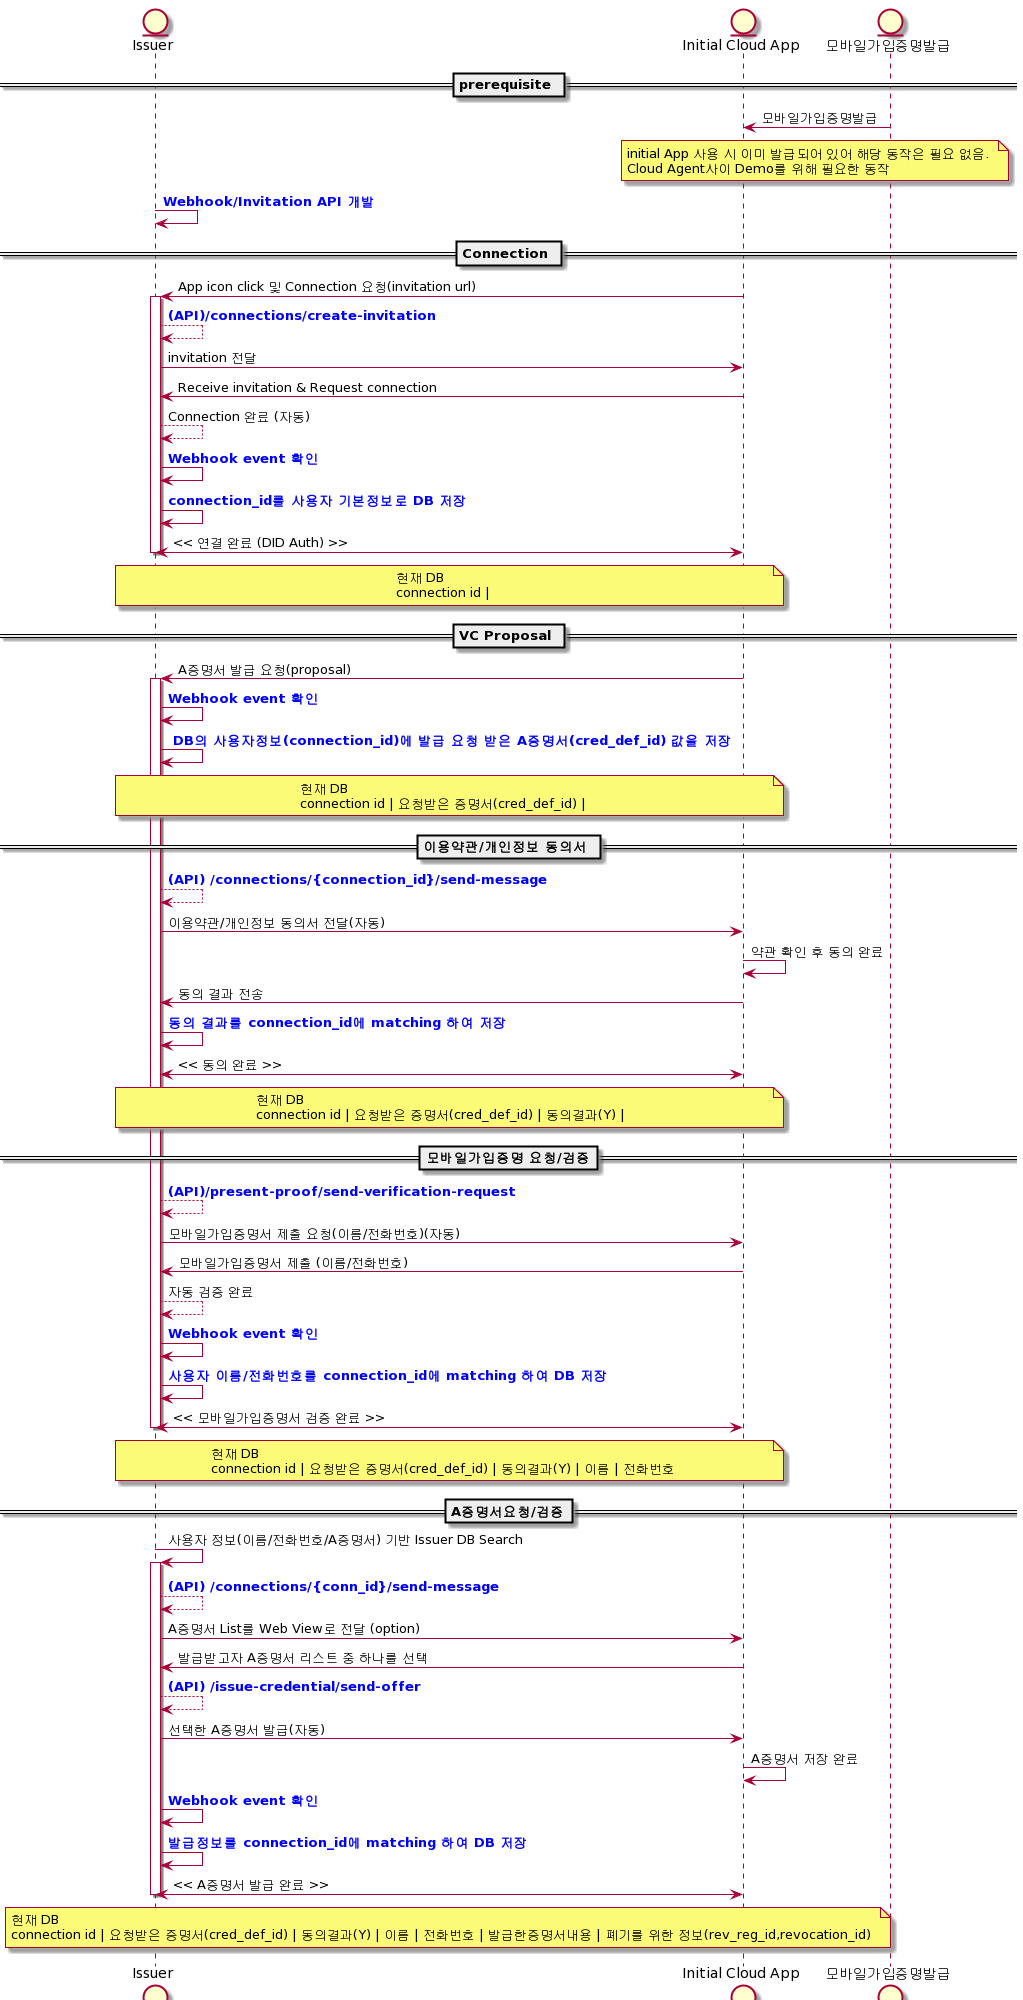 Issuer
Initial Cloud App
모바일가입증명발급
prerequisite
모바일가입증명발급
initial App 사용 시 이미 발급되어 있어 해당 동작은 필요 없음.
Cloud Agent사이 Demo를 위해 필요한 동작
Webhook/Invitation API 개발
Connection
App icon click 및 Connection 요청(invitation url)
(API)/connections/create-invitation
invitation 전달
Receive invitation & Request connection
Connection 완료 (자동)
Webhook event 확인
connection_id를 사용자 기본정보로 DB 저장
<< 연결 완료 (DID Auth) >>
현재 DB
connection id |
VC Proposal
A증명서 발급 요청(proposal)
Webhook event 확인
DB의 사용자정보(connection_id)에 발급 요청 받은 A증명서(cred_def_id) 값을 저장
현재 DB
connection id | 요청받은 증명서(cred_def_id) |
이용약관/개인정보 동의서
(API) /connections/{connection_id}/send-message
이용약관/개인정보 동의서 전달(자동)
약관 확인 후 동의 완료
동의 결과 전송
동의 결과를 connection_id에 matching 하여 저장
<< 동의 완료 >>
현재 DB
connection id | 요청받은 증명서(cred_def_id) | 동의결과(Y) |
모바일가입증명 요청/검증
(API)/present-proof/send-verification-request
모바일가입증명서 제출 요청(이름/전화번호)(자동)
모바일가입증명서 제출 (이름/전화번호)
자동 검증 완료
Webhook event 확인
사용자 이름/전화번호를 connection_id에 matching 하여 DB 저장
<< 모바일가입증명서 검증 완료 >>
현재 DB
connection id | 요청받은 증명서(cred_def_id) | 동의결과(Y) | 이름 | 전화번호
A증명서요청/검증
사용자 정보(이름/전화번호/A증명서) 기반 Issuer DB Search
(API) /connections/{conn_id}/send-message
A증명서 List를 Web View로 전달 (option)
발급받고자 A증명서 리스트 중 하나를 선택
(API) /issue-credential/send-offer
선택한 A증명서 발급(자동)
A증명서 저장 완료
Webhook event 확인
발급정보를 connection_id에 matching 하여 DB 저장
<< A증명서 발급 완료 >>
현재 DB
connection id | 요청받은 증명서(cred_def_id) | 동의결과(Y) | 이름 | 전화번호 | 발급한증명서내용 | 폐기를 위한 정보(rev_reg_id,revocation_id)
Issuer
Initial Cloud App
모바일가입증명발급